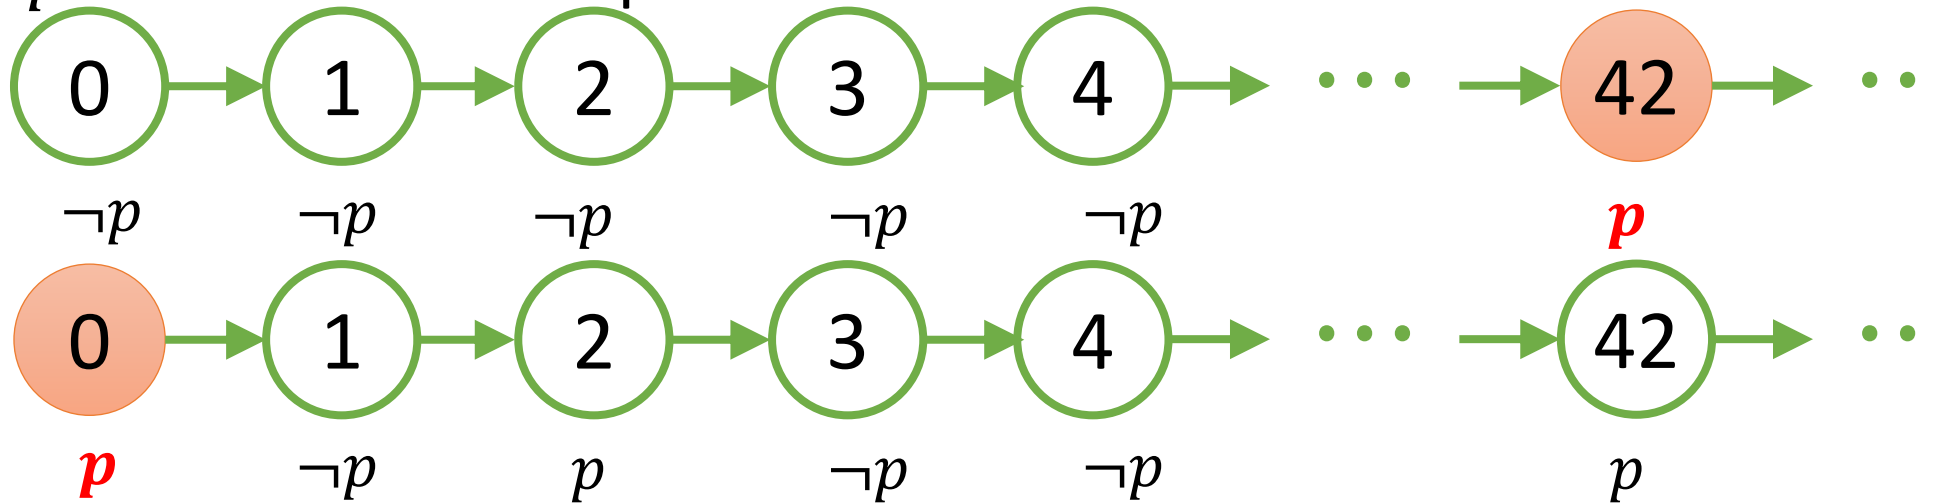 0 1 2 3 4 ••• 42 ••
¬p ¬p ¬p ¬p ¬p p
0 1 2 3 4 ••• 42 ••
p ¬p p ¬p ¬p p